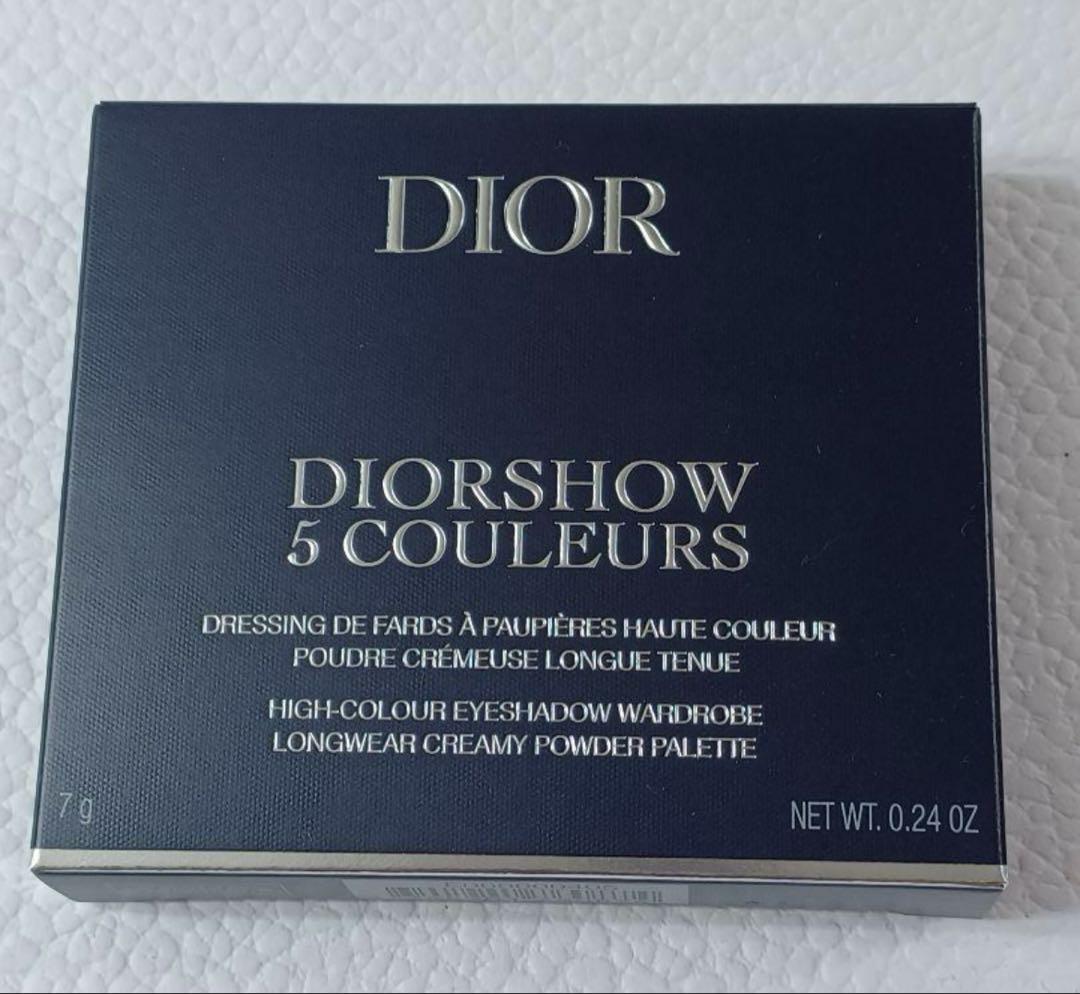 DIOR
DIORSHOW
5 COULEURS
DRESSING DE FARDS À PAUPIÈRES HAUTE COULEUR
POUDRE CRÉMEUSE LONGUE TENUE
HIGH-COLOUR EYESHADOW WARDROBE
LONGWEAR CREAMY POWDER PALETTE
7 g
NET WT. 0.24 OZ